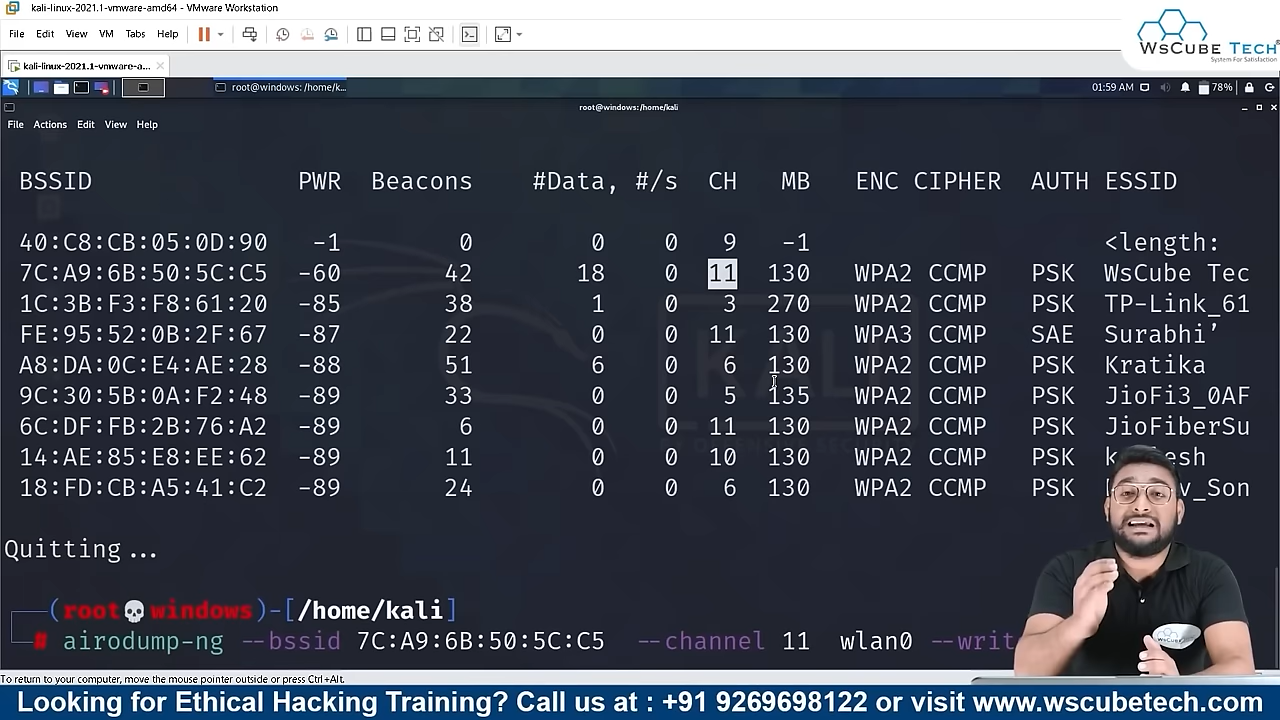 kali-linux-2021.1-vmware-amd64 - VMware Workstation
File Edit View VM Tabs Help
WsCube Tech
System For Satisfaction
kali-linux-2021.1-vmware-a...
root@windows: /home/k...
01:59 AM
78%
root@windows: /home/kali
File Actions Edit View Help
BSSID PWR Beacons #Data, #/s CH MB ENC CIPHER AUTH ESSID
40:C8:CB:05:0D:90 -1 0 0 0 9 -1 <length:
7C:A9:6B:50:5C:C5 -60 42 18 0 11 130 WPA2 CCMP PSK WsCube Tec
1C:3B:F3:F8:61:20 -85 38 1 0 3 270 WPA2 CCMP PSK TP-Link_61
FE:95:52:0B:2F:67 -87 22 0 0 11 130 WPA3 SAE Surabhi’
A8:DA:0C:E4:AE:28 -88 51 6 0 6 130 WPA2 CCMP PSK Kratika
9C:30:5B:0A:F2:48 -89 33 0 0 5 135 WPA2 CCMP PSK JioFi3_0AF
6C:DF:FB:2B:76:A2 -89 6 0 0 11 130 WPA2 CCMP PSK JioFiberSu
14:AE:85:E8:EE:62 -89 11 0 0 10 130 WPA2 CCMP PSK
18:FD:CB:A5:41:C2 -89 24 0 0 6 130 WPA2 CCMP PSK
Quitting...
(root💀windows)-[/home/kali]
# airodump-ng --bssid 7C:A9:6B:50:5C:C5 --channel 11 wlan0 --writ
WsCube
To return to your computer, move the mouse pointer outside or press Ctrl+Alt.
Looking for Ethical Hacking Training? Call us at : +91 9269698122 or visit www.wscubetech.com